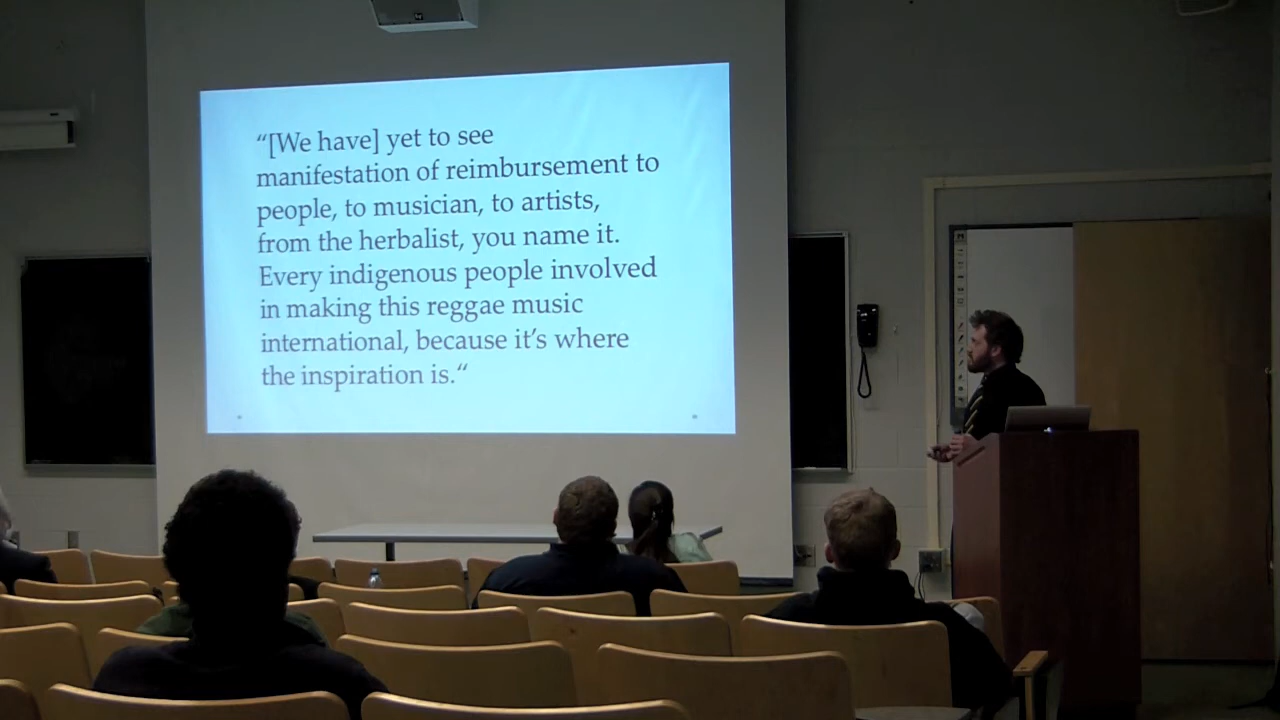 “[We have] yet to see
manifestation of reimbursement to
people, to musician, to artists,
from the herbalist, you name it.
Every indigenous people involved
in making this reggae music
international, because it’s where
the inspiration is.“